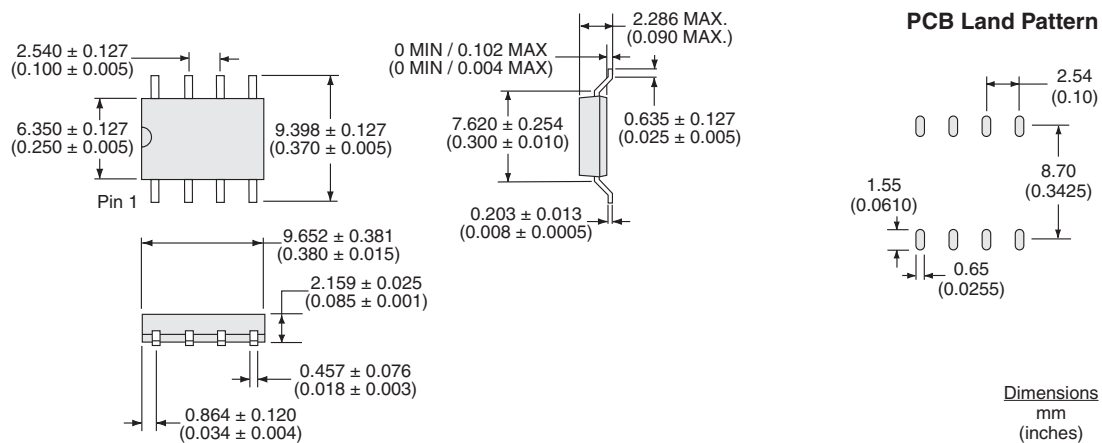 2.540 ± 0.127
(0.100 ± 0.005)
6.350 ± 0.127
(0.250 ± 0.005)
9.398 ± 0.127
(0.370 ± 0.005)
Pin 1
9.652 ± 0.381
(0.380 ± 0.015)
2.159 ± 0.025
(0.085 ± 0.001)
0.457 ± 0.076
(0.018 ± 0.003)
0.864 ± 0.120
(0.034 ± 0.004)
2.286 MAX.
(0.090 MAX.)
0 MIN / 0.102 MAX
(0 MIN / 0.004 MAX)
7.620 ± 0.254
(0.300 ± 0.010)
0.635 ± 0.127
(0.025 ± 0.005)
0.203 ± 0.013
(0.008 ± 0.0005)
PCB Land Pattern
2.54
(0.10)
8.70
(0.3425)
1.55
(0.0610)
0.65
(0.0255)
Dimensions
mm
(inches)